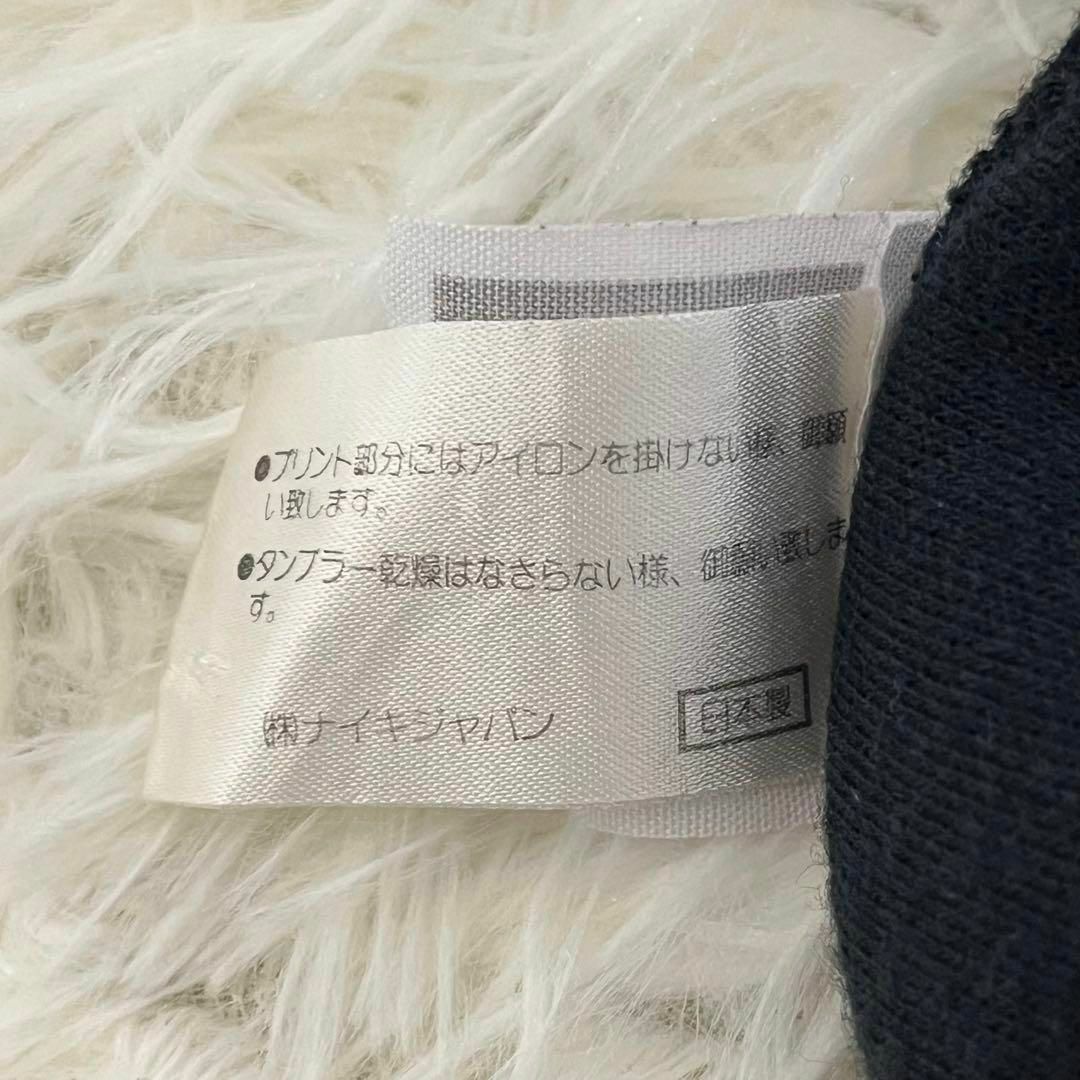 ●プリント部分にはアイロンを掛けない様、御願
い致します。
●タンブラー乾燥はなさらない様、御願い致しま
す。
㈱ナイキジャパン
日本製